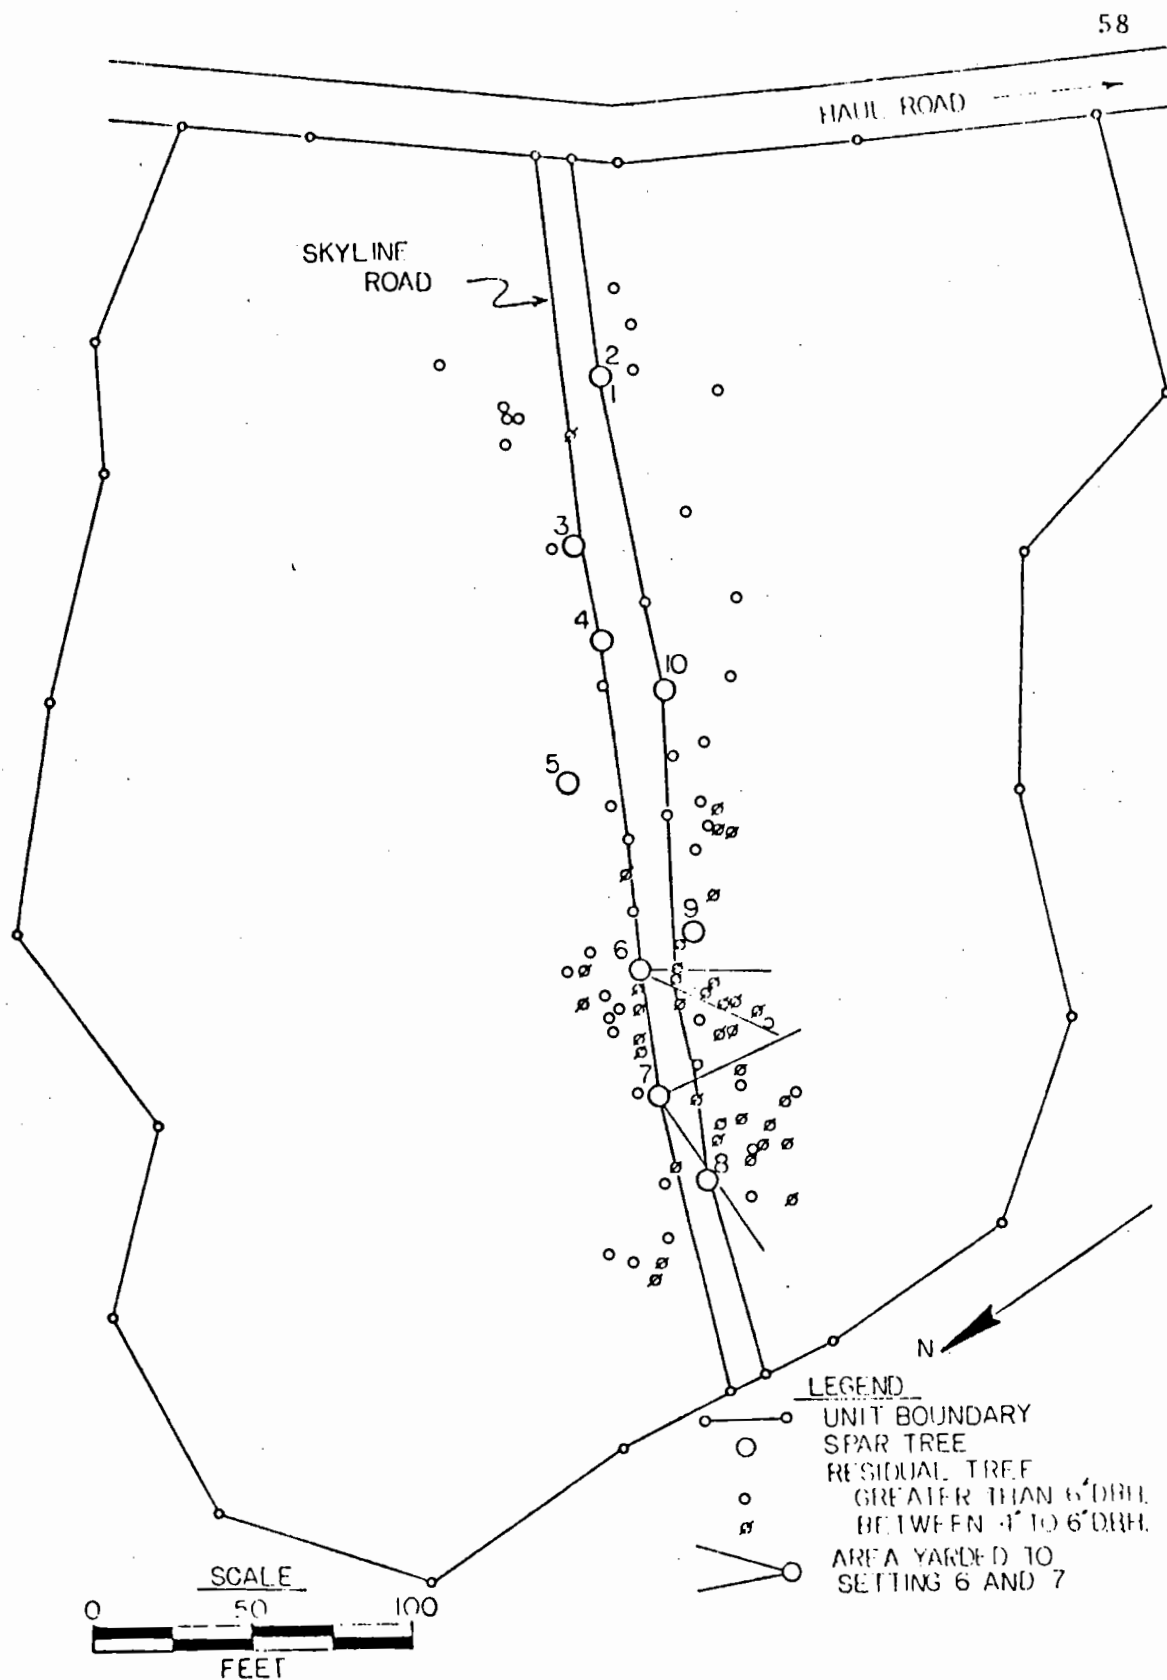 58
HAUL ROAD
SKYLINE
ROAD
2
1
3
4
10
5
9
6
7
8
N
LEGEND
UNIT BOUNDARY
SPAR TREE
RESIDUAL TREE
GREATER THAN 6" DBH.
BETWEEN 4" TO 6" DBH.
AREA YARDED TO
SETTING 6 AND 7
SCALE
0 50 100
FEET